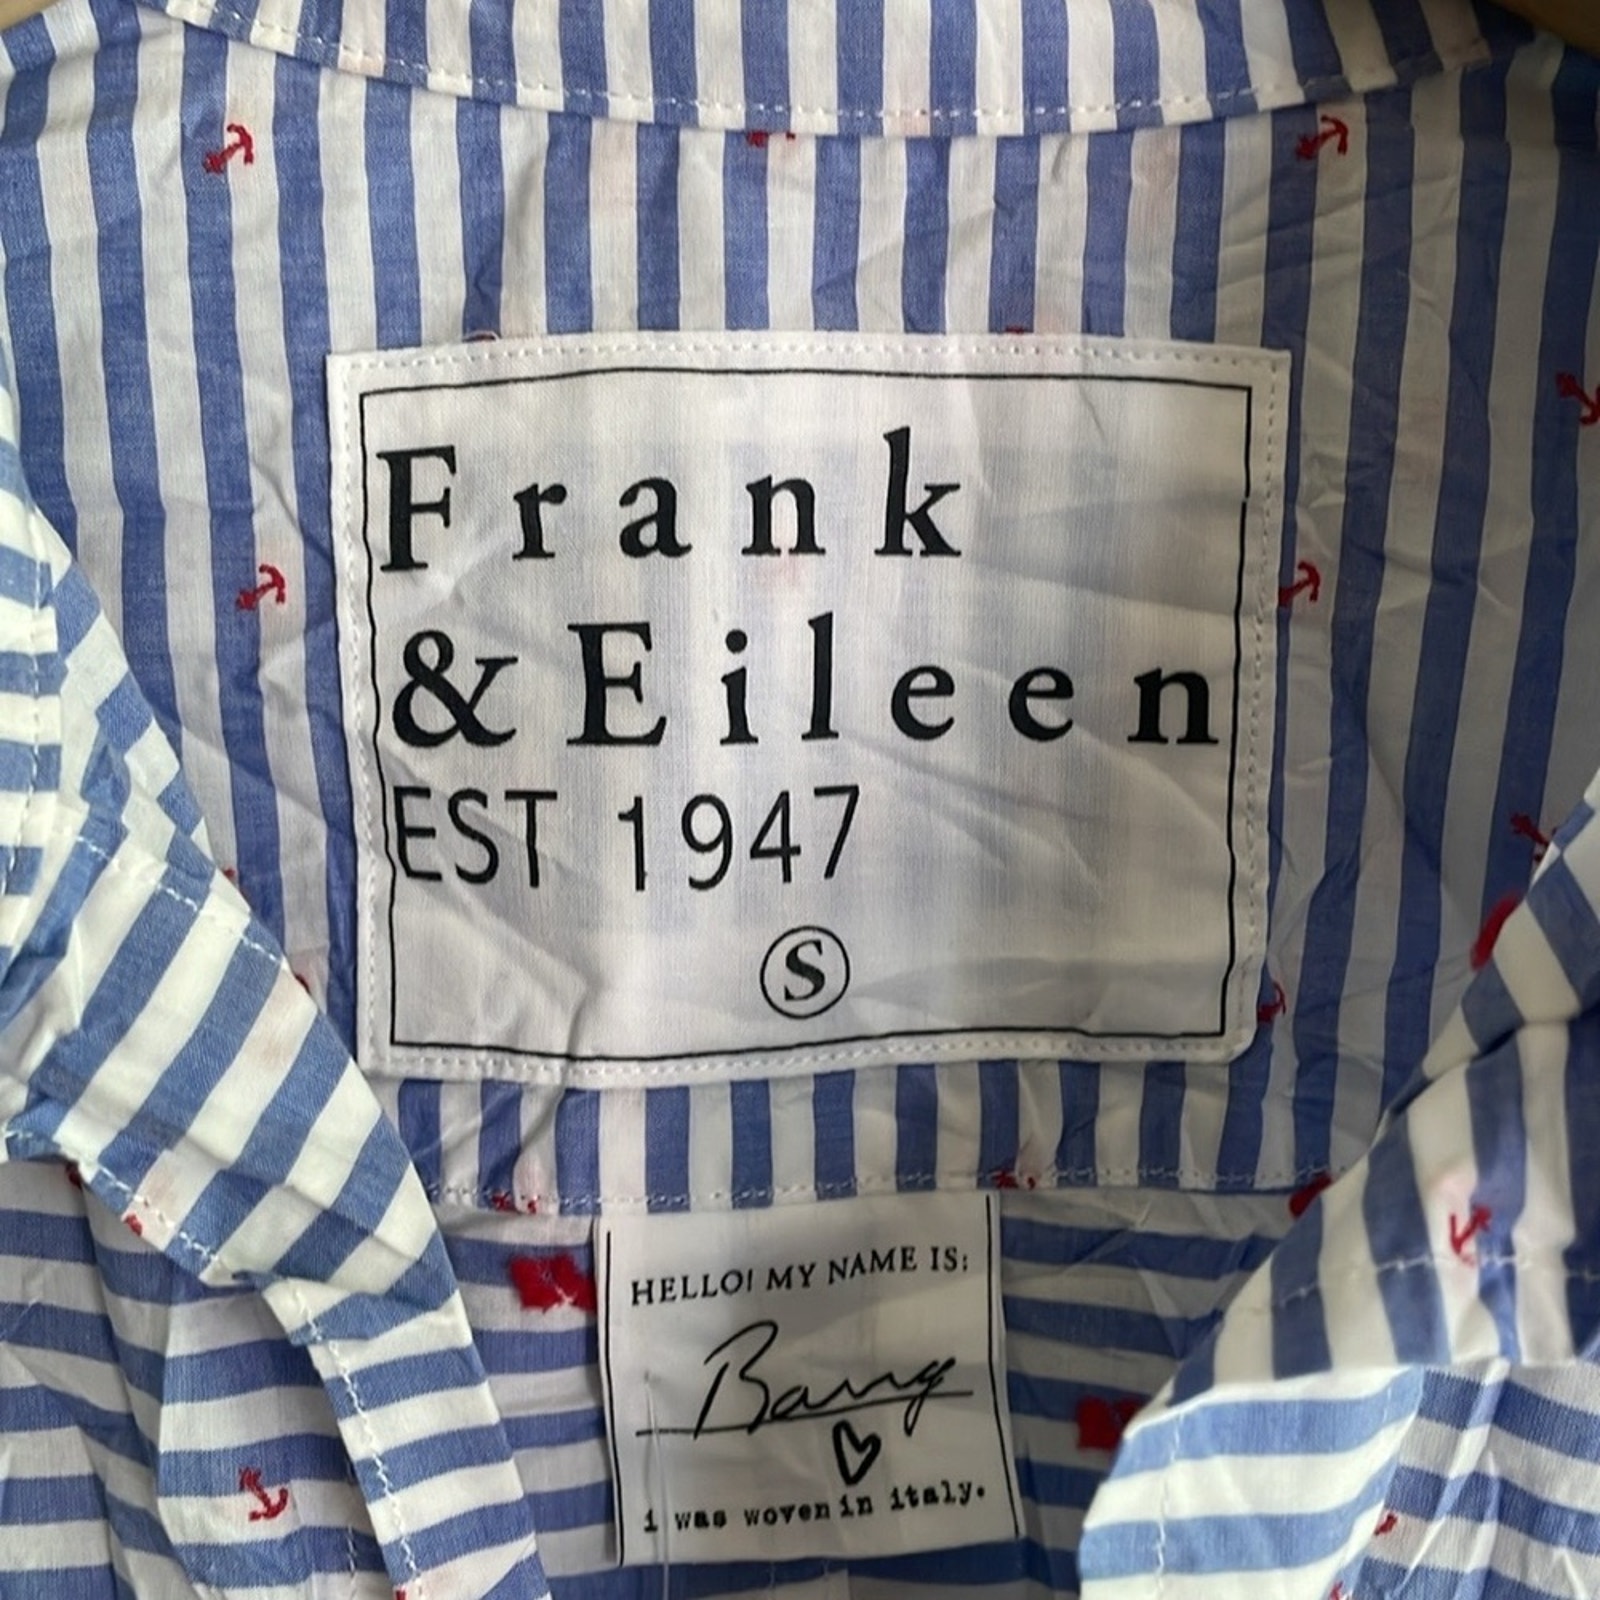 Frank
& Eileen
EST 1947
S
HELLO! MY NAME IS:
Barry
i was woven in italy.